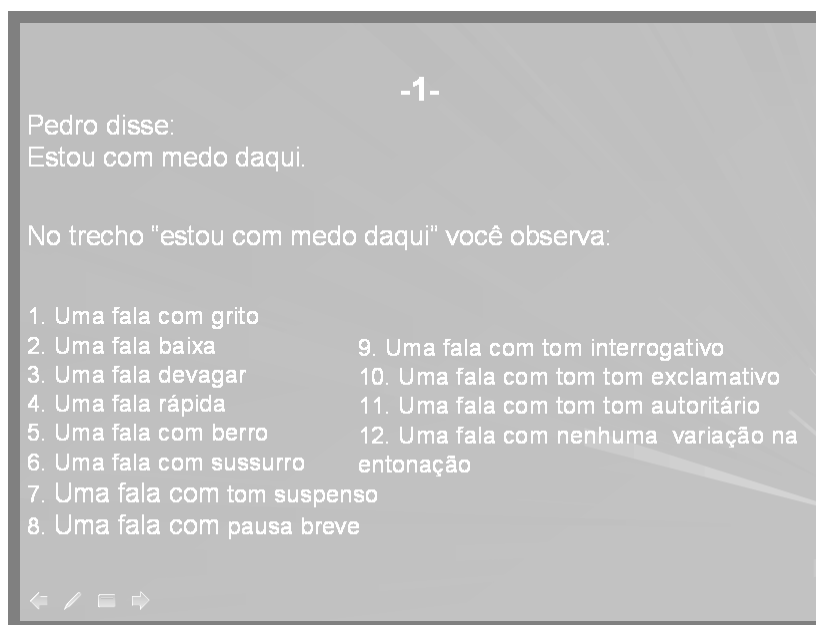 -1-
Pedro disse:
Estou com medo daqui.
No trecho "estou com medo daqui" você observa:
1. Uma fala com grito
2. Uma fala baixa
3. Uma fala devagar
4. Uma fala rápida
5. Uma fala com berro
6. Uma fala com sussurro
7. Uma fala com tom suspenso
8. Uma fala com pausa breve
9. Uma fala com tom interrogativo
10. Uma fala com tom tom exclamativo
11. Uma fala com tom tom autoritário
12. Uma fala com nenhuma variação na
entonação